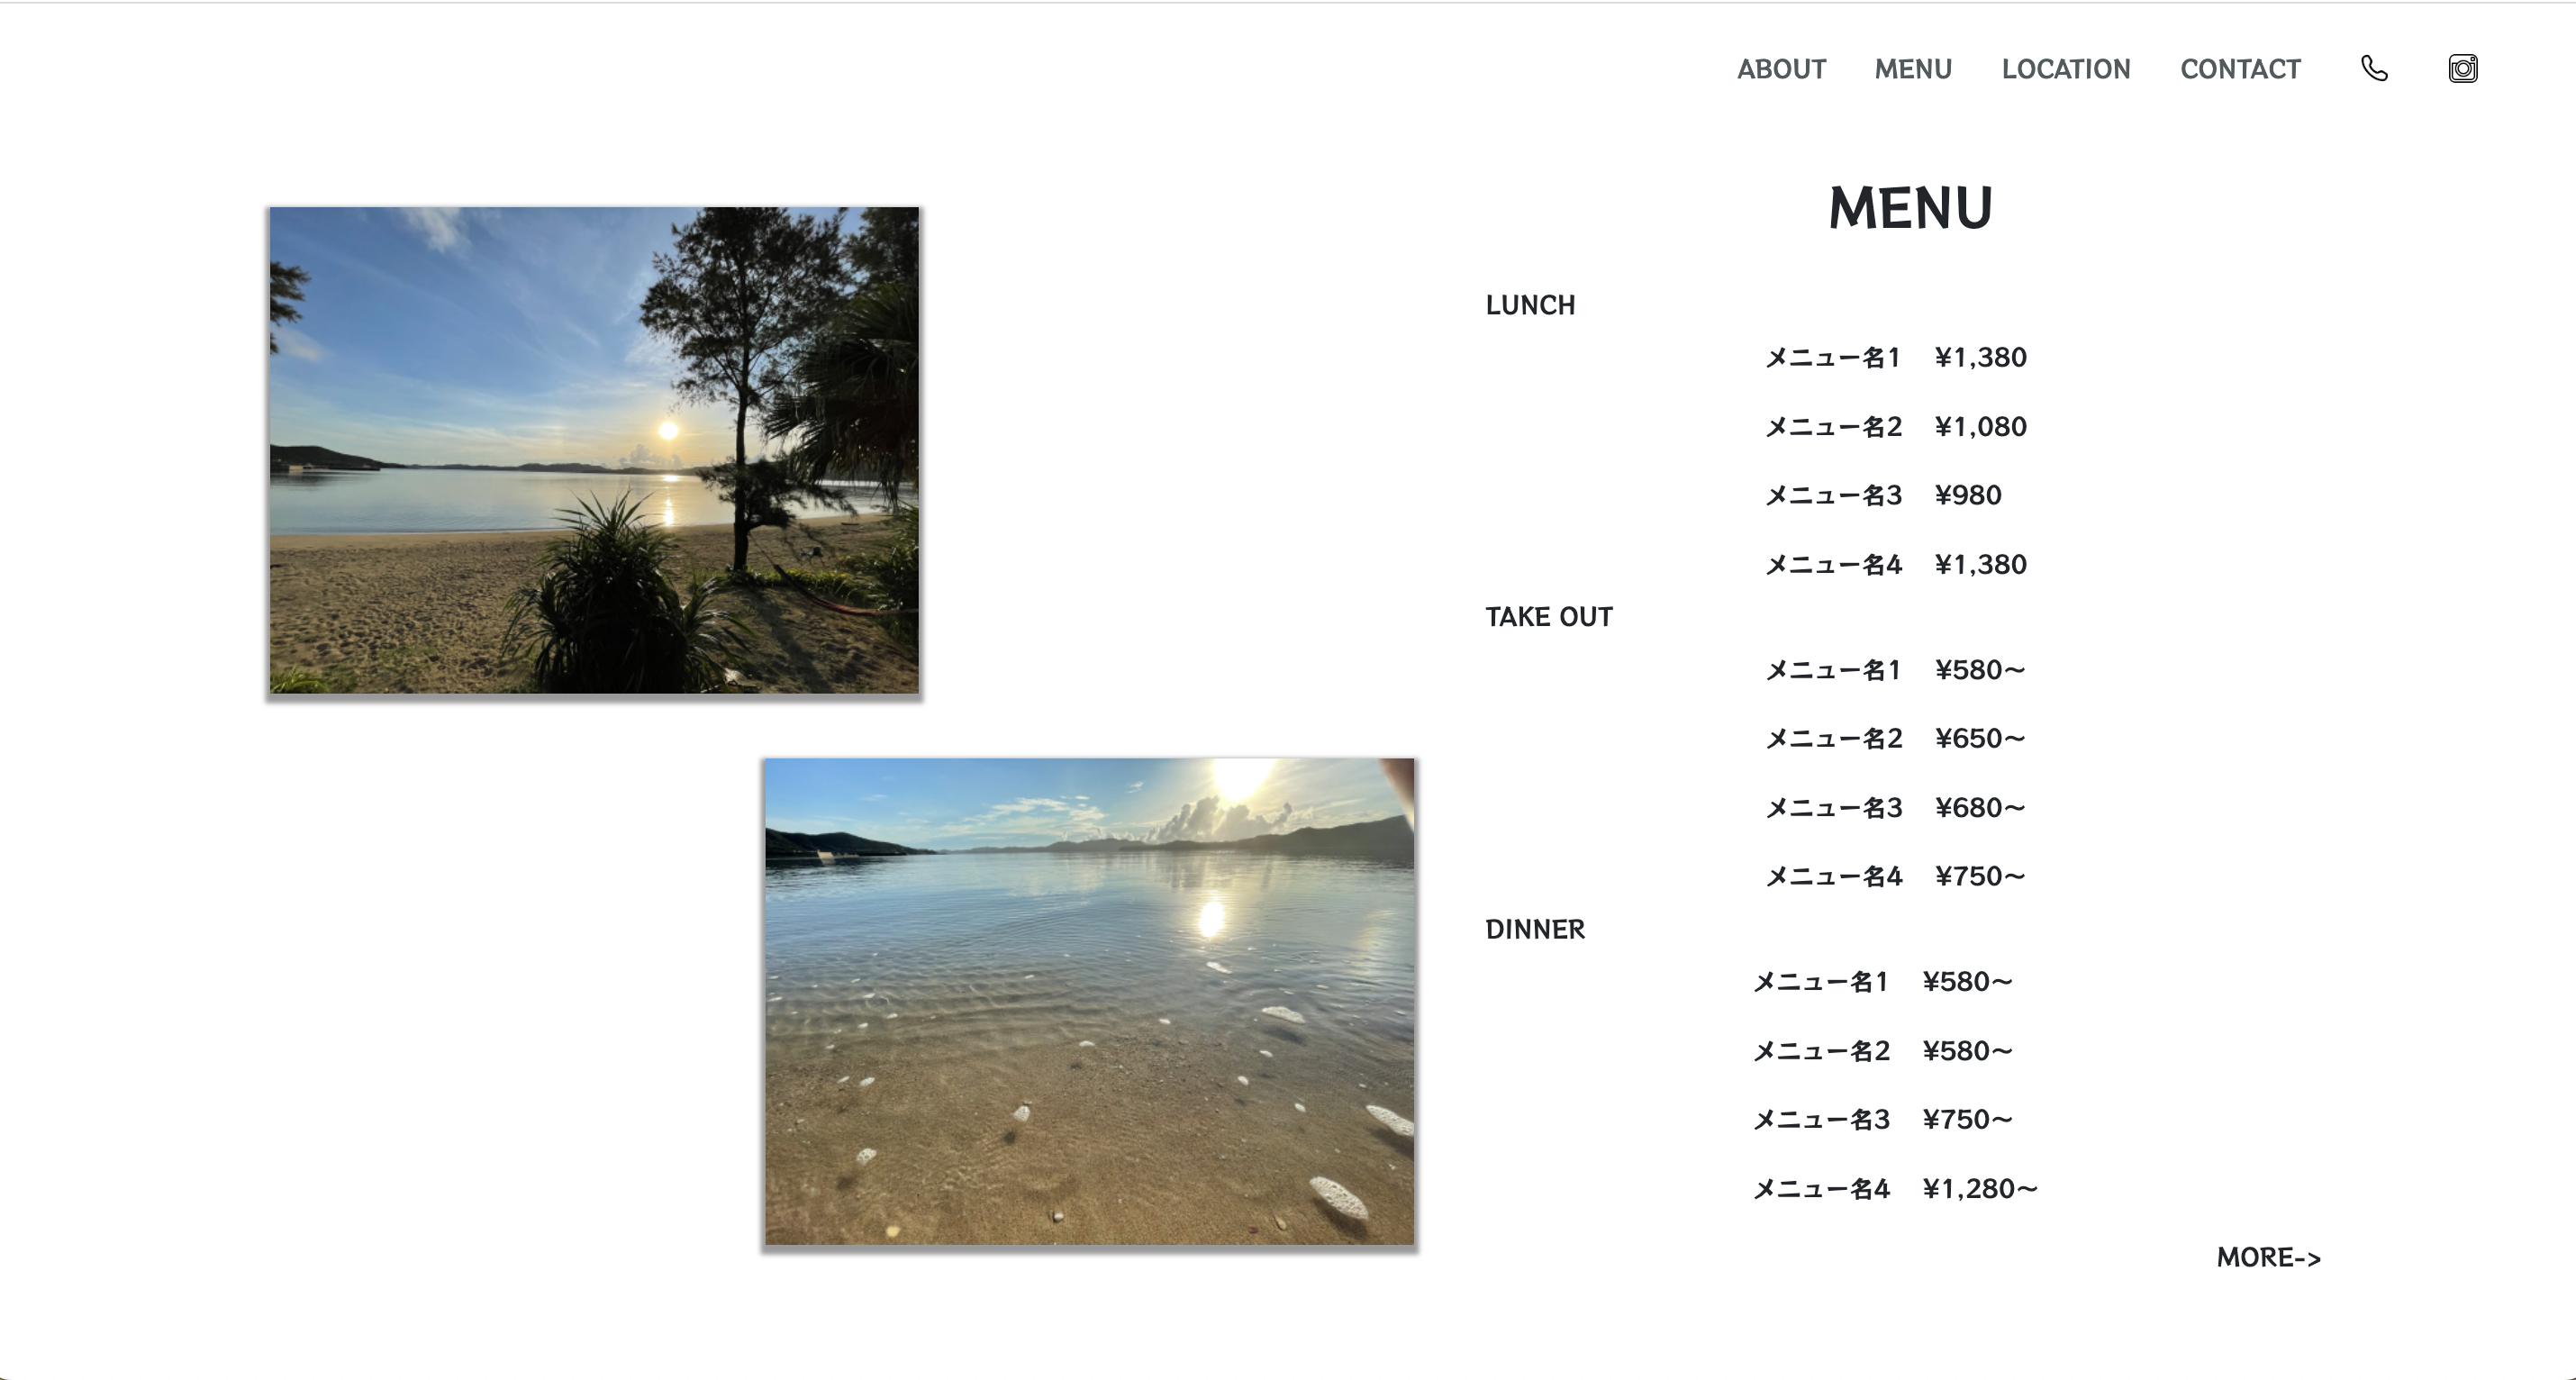 ABOUT MENU LOCATION CONTACT
MENU
LUNCH
メニュー名1 ¥1,380
メニュー名2 ¥1,080
メニュー名3 ¥980
メニュー名4 ¥1,380
TAKE OUT
メニュー名1 ¥580~
メニュー名2 ¥650~
メニュー名3 ¥680~
メニュー名4 ¥750~
DINNER
メニュー名1 ¥580~
メニュー名2 ¥580~
メニュー名3 ¥750~
メニュー名4 ¥1,280~
MORE->